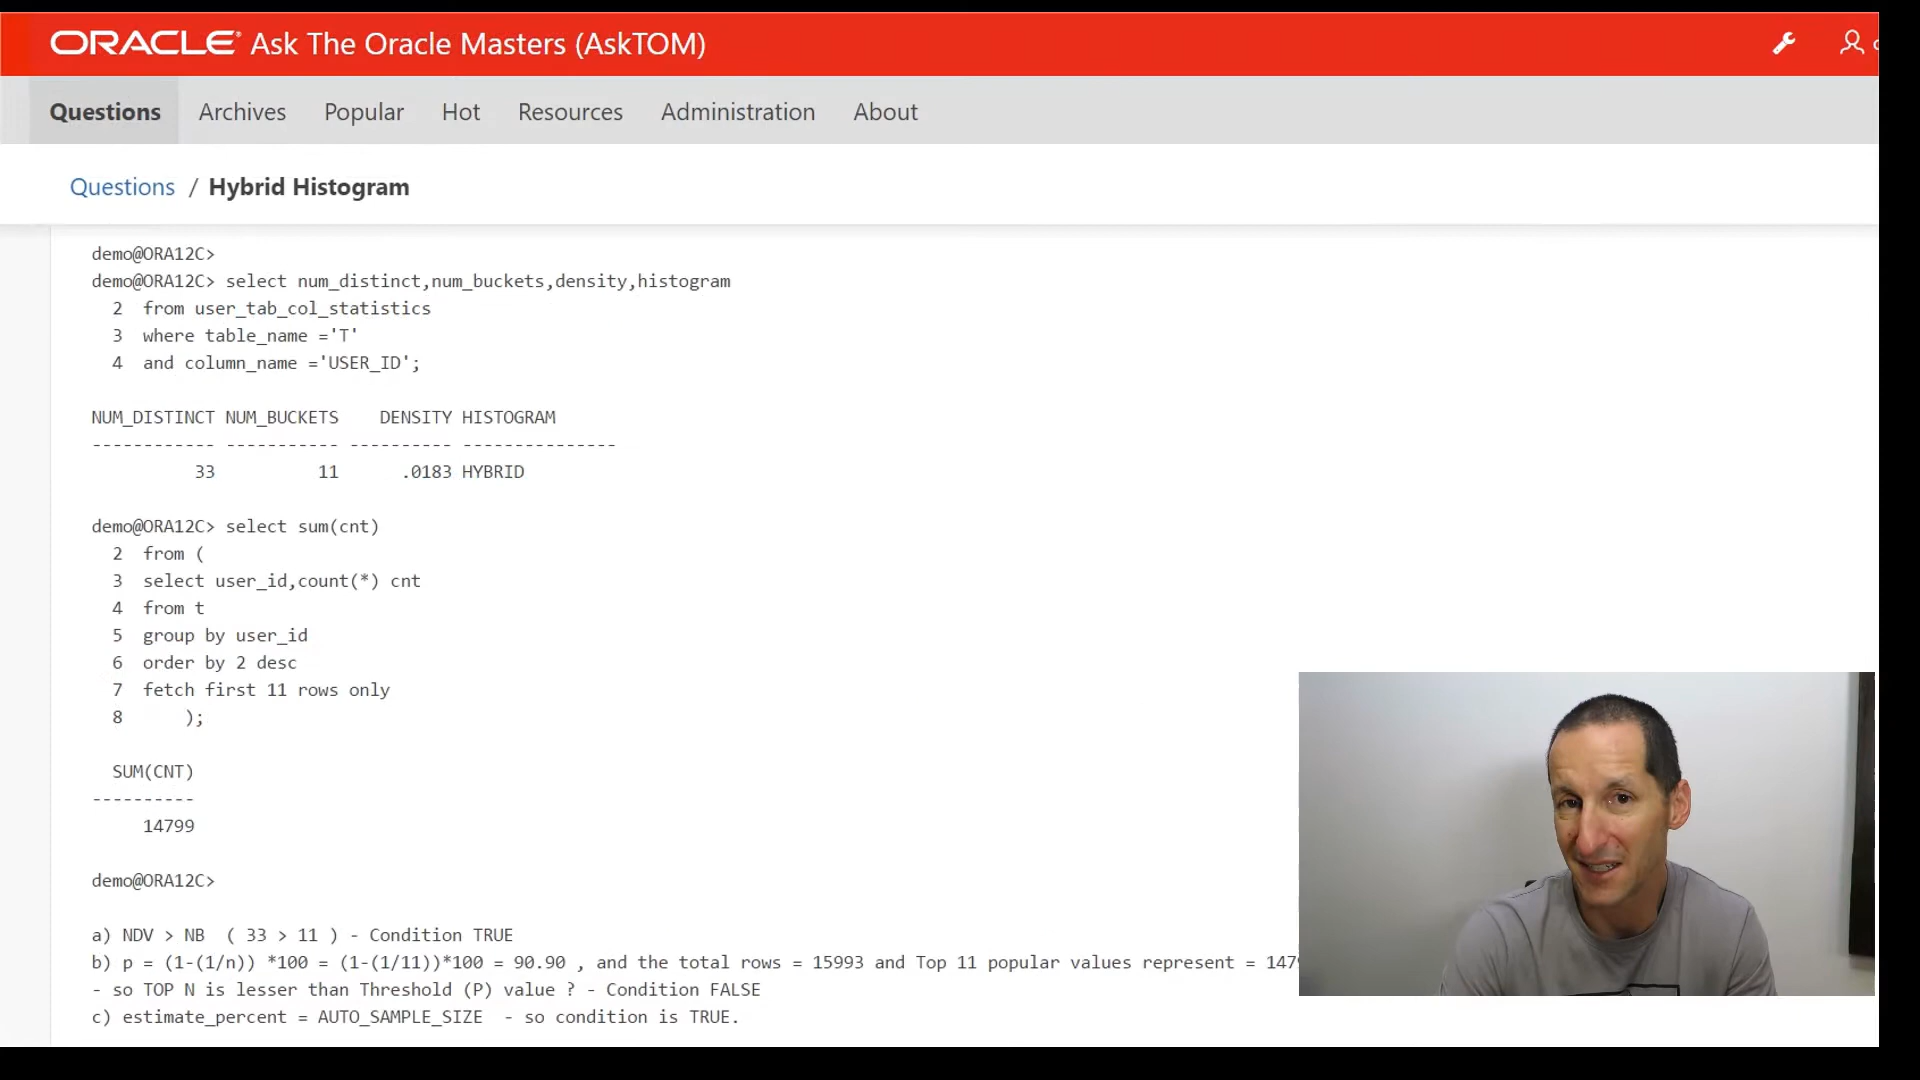 ORACLE Ask The Oracle Masters (AskTOM)
Questions Archives Popular Hot Resources Administration About
Questions / Hybrid Histogram
demo@ORA12C>
demo@ORA12C> select num_distinct,num_buckets,density,histogram
2 from user_tab_col_statistics
3 where table_name ='T'
4 and column_name ='USER_ID';
NUM_DISTINCT NUM_BUCKETS DENSITY HISTOGRAM
------------ ----------- ---------- ---------------
33 11 .0183 HYBRID
demo@ORA12C> select sum(cnt)
2 from (
3 select user_id,count(*) cnt
4 from t
5 group by user_id
6 order by 2 desc
7 fetch first 11 rows only
8 );
SUM(CNT)
----------
14799
demo@ORA12C>
a) NDV > NB ( 33 > 11 ) - Condition TRUE
b) p = (1-(1/n)) *100 = (1-(1/11))*100 = 90.90 , and the total rows = 15993 and Top 11 popular values represent =
- so TOP N is lesser than Threshold (P) value ? - Condition FALSE
c) estimate_percent = AUTO_SAMPLE_SIZE - so condition is TRUE.